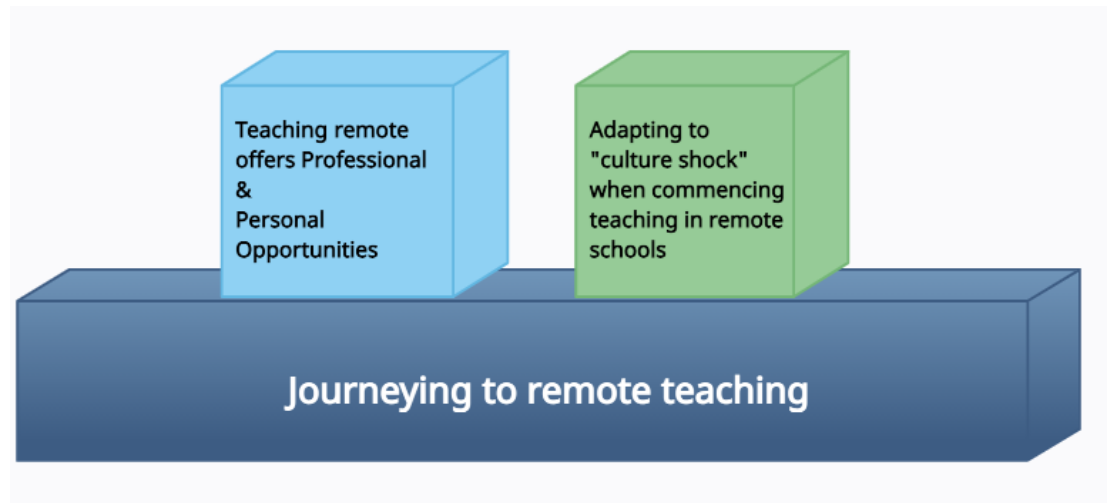 Teaching remote
offers Professional
&
Personal
Opportunities
Adapting to
"culture shock"
when commencing
teaching in remote
schools
Journeying to remote teaching